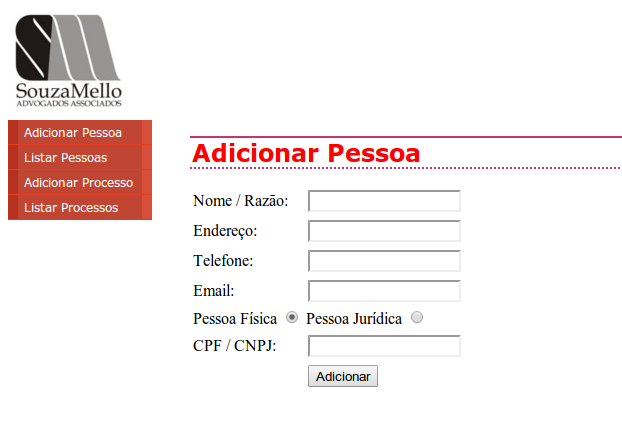 SouzaMello
ADVOGADOS ASSOCIADOS
Adicionar Pessoa
Listar Pessoas
Adicionar Processo
Listar Processos
Adicionar Pessoa
Nome / Razão:
Endereço:
Telefone:
Email:
Pessoa Física Pessoa Jurídica
CPF / CNPJ:
Adicionar